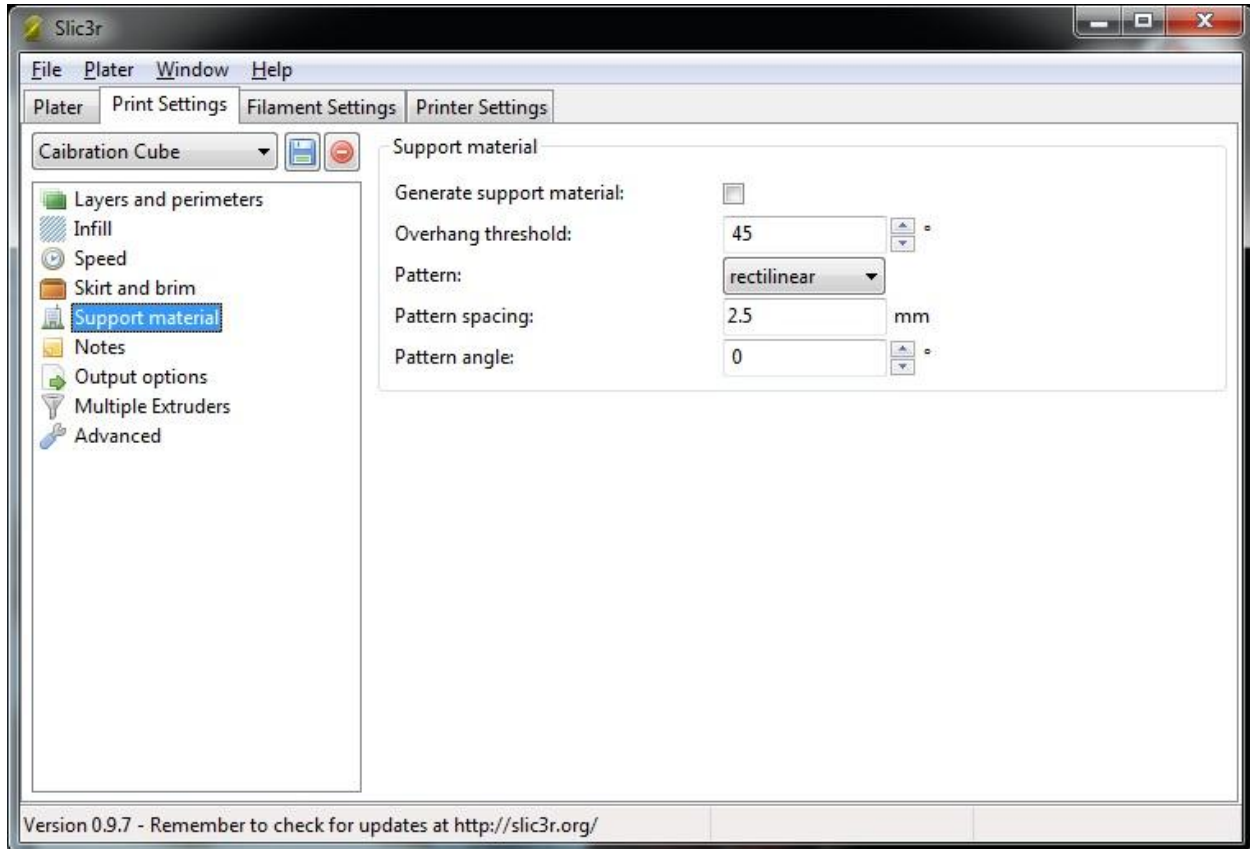 Slic3r
File Plater Window Help
Plater Print Settings Filament Settings Printer Settings
Caibration Cube
Layers and perimeters
Infill
Speed
Skirt and brim
Support material
Notes
Output options
Multiple Extruders
Advanced
Support material
Generate support material:
Overhang threshold: 45 °
Pattern: rectilinear
Pattern spacing: 2.5 mm
Pattern angle: 0 °
Version 0.9.7 - Remember to check for updates at http://slic3r.org/